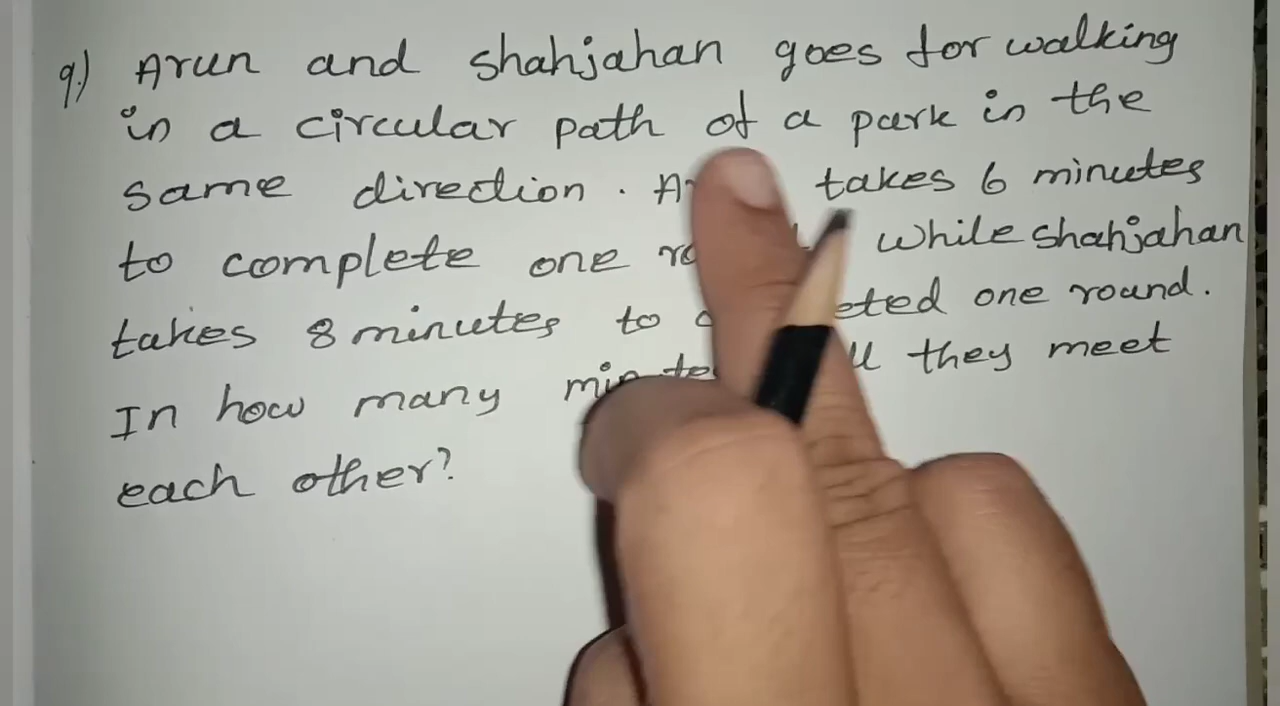 9.) Arun and shahjahan goes for walking
in a circular path of a park in the
same direction. takes 6 minutes
to complete one while shahjahan
takes 8 minutes to one round.
In how many they meet
each other?